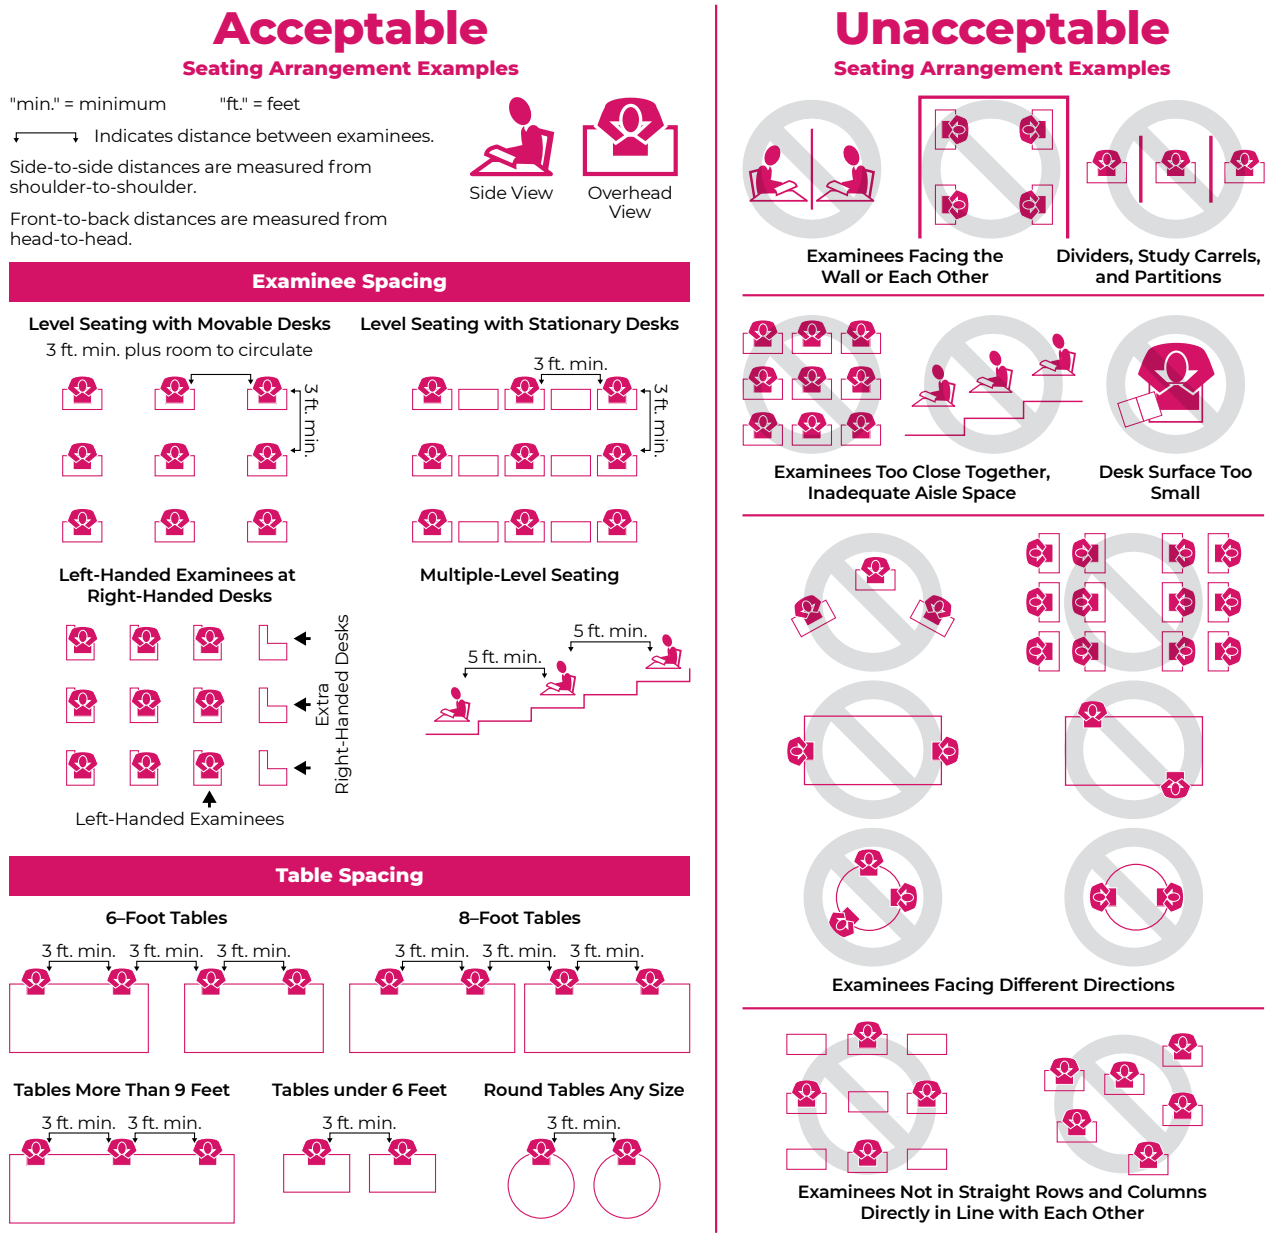 Acceptable
Seating Arrangement Examples
"min." = minimum
"ft." = feet
Indicates distance between examinees.
Side-to-side distances are measured from
shoulder-to-shoulder.
Front-to-back distances are measured from
head-to-head.
Side View
Overhead
View
Examinee Spacing
Level Seating with Movable Desks
3 ft. min. plus room to circulate
3 ft. min.
Level Seating with Stationary Desks
3 ft. min.
3 ft. min.
Left-Handed Examinees at
Right-Handed Desks
Extra
Right-Handed Desks
Left-Handed Examinees
Multiple-Level Seating
5 ft. min.
5 ft. min.
Table Spacing
6–Foot Tables
3 ft. min.
3 ft. min.
3 ft. min.
8–Foot Tables
3 ft. min.
3 ft. min.
3 ft. min.
Tables More Than 9 Feet
3 ft. min.
3 ft. min.
Tables under 6 Feet
3 ft. min.
Round Tables Any Size
3 ft. min.
Unacceptable
Seating Arrangement Examples
Examinees Facing the
Wall or Each Other
Dividers, Study Carrels,
and Partitions
Examinees Too Close Together,
Inadequate Aisle Space
Desk Surface Too
Small
Examinees Facing Different Directions
Examinees Not in Straight Rows and Columns
Directly in Line with Each Other